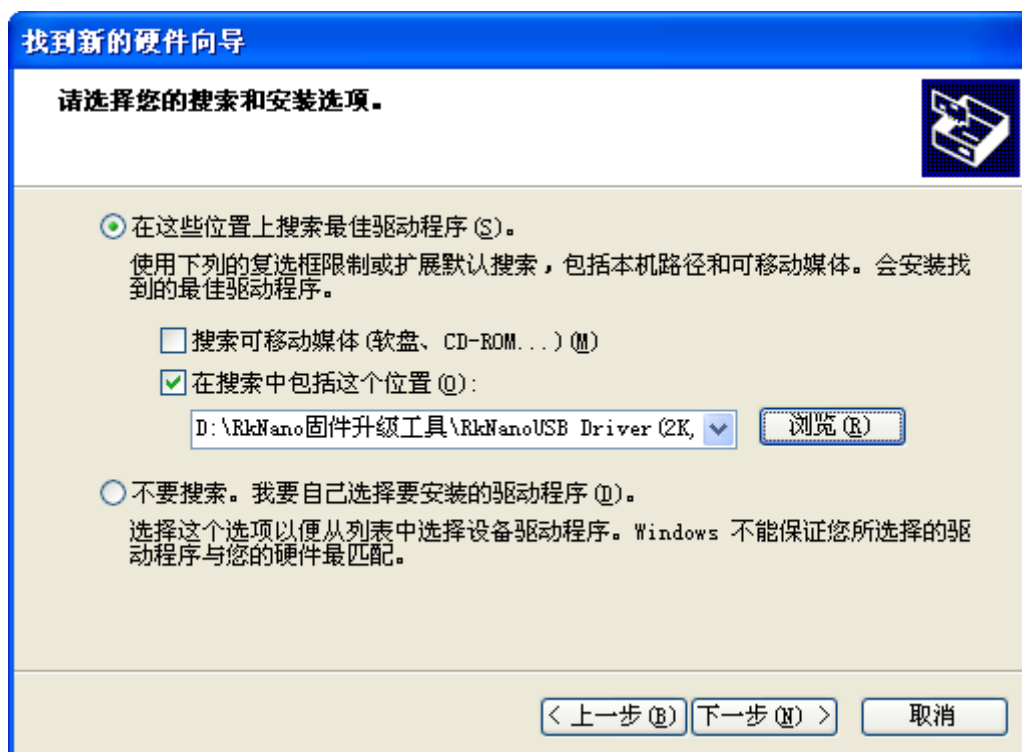 找到新的硬件向导
请选择您的搜索和安装选项。
在这些位置上搜索最佳驱动程序(S)。
使用下列的复选框限制或扩展默认搜索，包括本机路径和可移动媒体。会安装找
到的最佳驱动程序。
搜索可移动媒体(软盘、CD-ROM...)(M)
在搜索中包括这个位置(O):
D:\RkNano固件升级工具\RkNanoUSB Driver(2K,
浏览(R)
不要搜索。我要自己选择要安装的驱动程序(D)。
选择这个选项以便从列表中选择设备驱动程序。Windows 不能保证您所选择的驱
动程序与您的硬件最匹配。
< 上一步(B) 下一步(N) > 取消